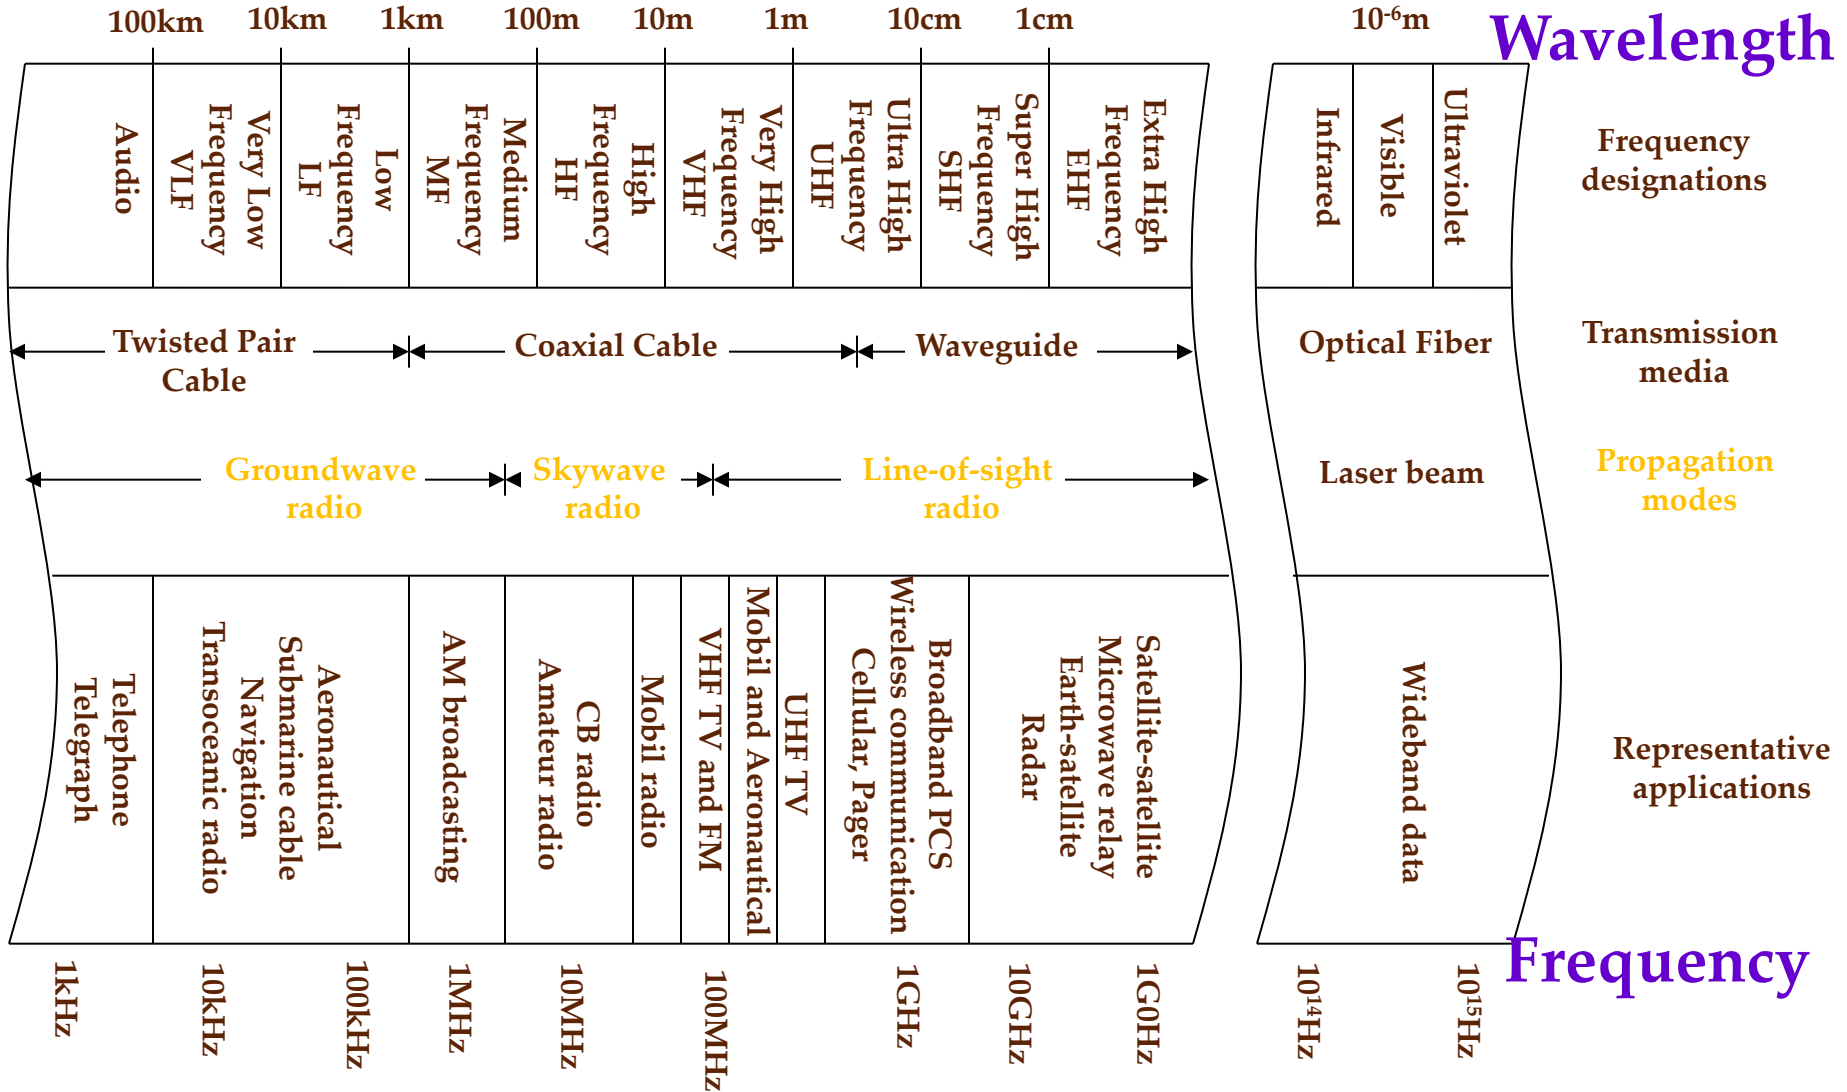 100km 10km 1km 100m 10m 1m 10cm 1cm 10⁻⁶m
Wavelength
Audio
Very Low
Frequency
VLF
Low
Frequency
LF
Medium
Frequency
MF
High
Frequency
HF
Very High
Frequency
VHF
Ultra High
Frequency
UHF
Super High
Frequency
SHF
Extra High
Frequency
EHF
Infrared
Visible
Ultraviolet
Frequency
designations
Twisted Pair
Cable
Coaxial Cable
Waveguide
Optical Fiber
Transmission
media
Groundwave
radio
Skywave
radio
Line-of-sight
radio
Laser beam
Propagation
modes
Telephone
Telegraph
Aeronautical
Submarine cable
Navigation
Transoceanic radio
AM broadcasting
CB radio
Amateur radio
Mobil radio
VHF TV and FM
Mobil and Aeronautical
UHF TV
Broadband PCS
Wireless communication
Cellular, Pager
Satellite-satellite
Microwave relay
Earth-satellite
Radar
Wideband data
Representative
applications
Frequency
1kHz
10kHz
100kHz
1MHz
10MHz
100MHz
1GHz
10GHz
1G0Hz
10¹⁴Hz
10¹⁵Hz